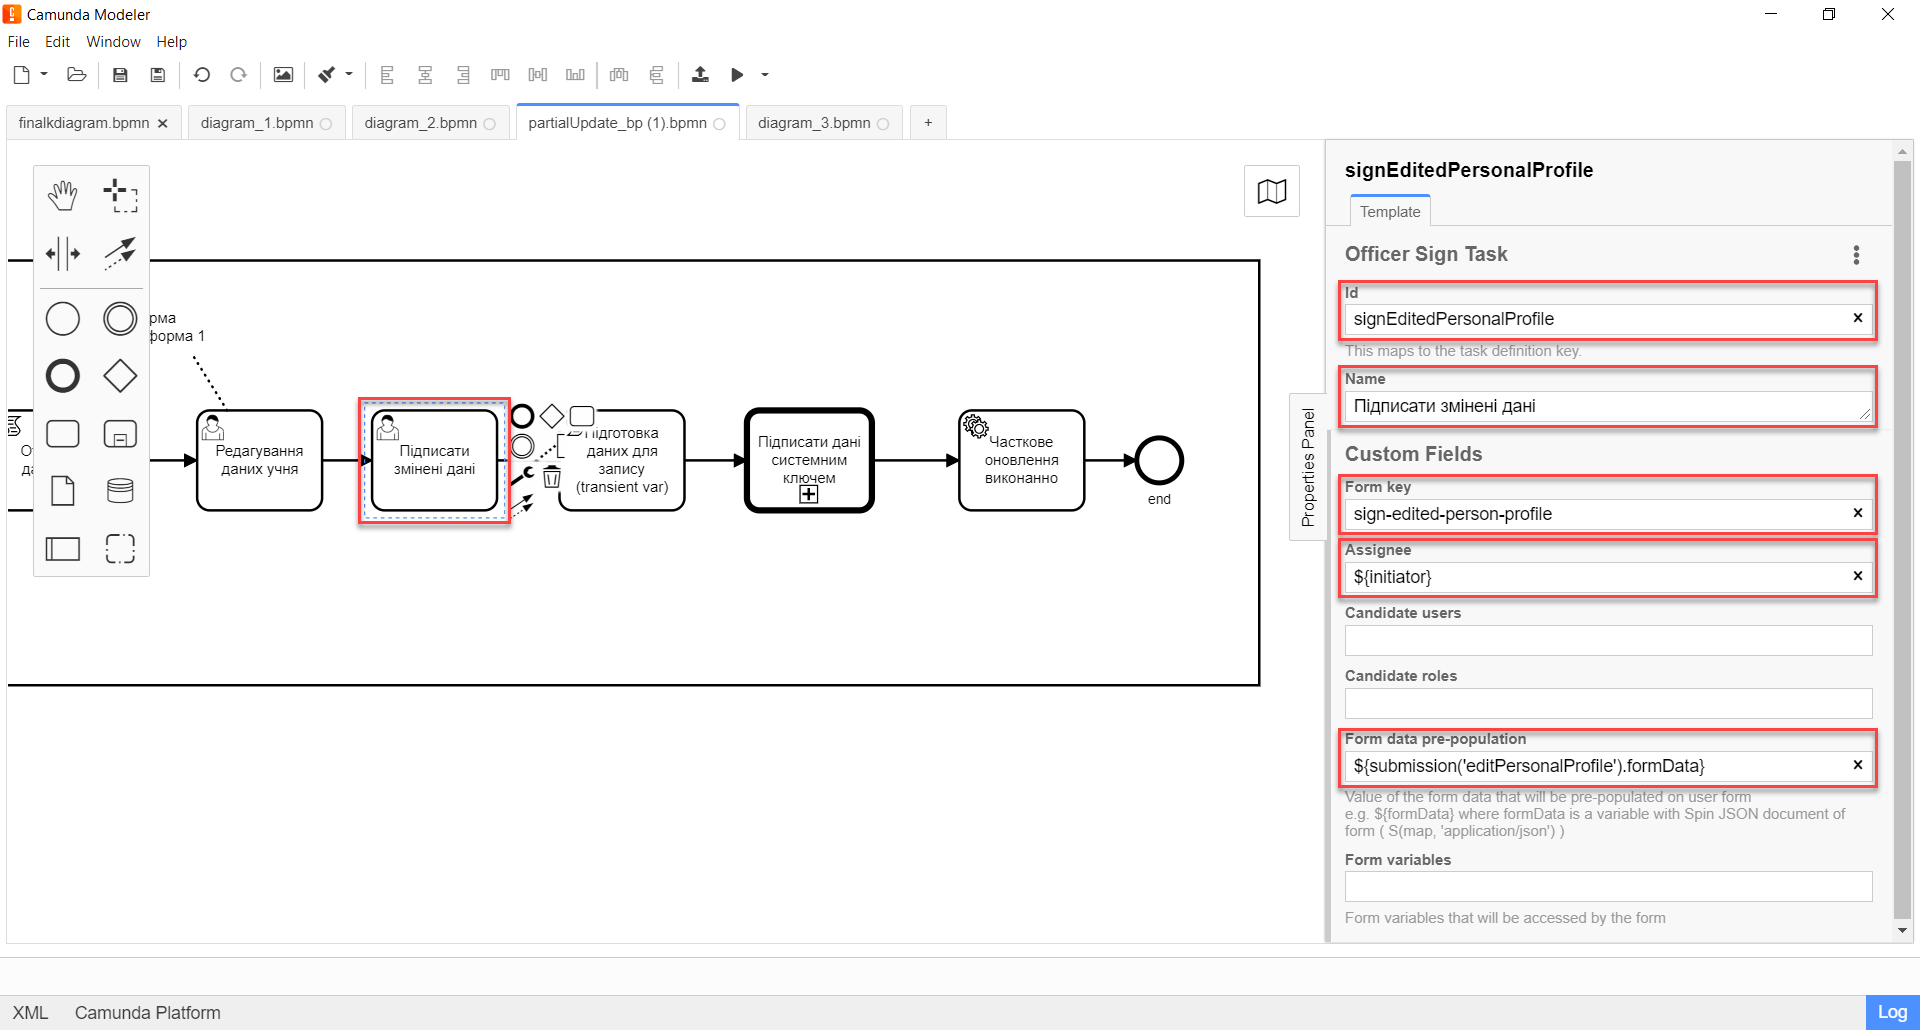 Camunda Modeler
File Edit Window Help
finalkdiagram.bpmn
diagram_1.bpmn
diagram_2.bpmn
partialUpdate_bp (1).bpmn
diagram_3.bpmn
+
рма
форма 1
Редагування
даних учня
Підписати
змінені дані
Підготовка
даних для
запису
(transient var)
Підписати дані
системним
ключем
Часткове
оновлення
виконанно
end
Properties Panel
signEditedPersonalProfile
Template
Officer Sign Task
Id
signEditedPersonalProfile
This maps to the task definition key.
Name
Підписати змінені дані
Custom Fields
Form key
sign-edited-person-profile
Assignee
${initiator}
Candidate users
Candidate roles
Form data pre-population
${submission('editPersonalProfile').formData}
Value of the form data that will be pre-populated on user form
e.g. ${formData} where formData is a variable with Spin JSON document of
form ( S(map, 'application/json') )
Form variables
Form variables that will be accessed by the form
XML Camunda Platform
Log